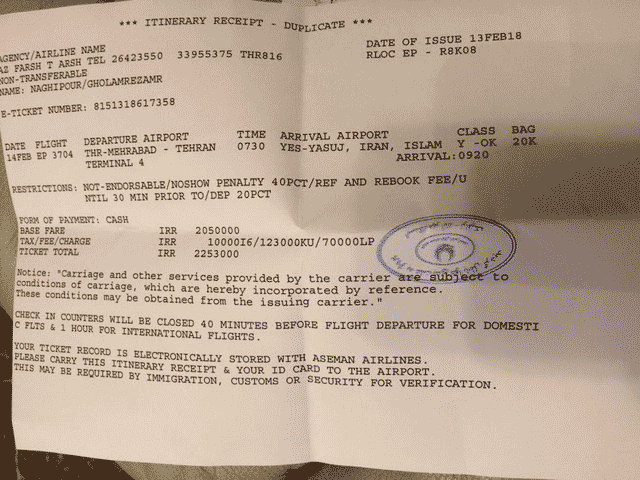 *** ITINERARY RECEIPT - DUPLICATE ***
AGENCY/AIRLINE NAME
DATE OF ISSUE 13FEB18
AZ FARSH T ARSH TEL 26423550 33955375 THR816
RLOC EP - R8K08
NON-TRANSFERABLE
NAME: NAGHIPOUR/GHOLAMREZAMR
E-TICKET NUMBER: 8151318617358
DATE FLIGHT DEPARTURE AIRPORT TIME ARRIVAL AIRPORT CLASS BAG
14FEB EP 3704 THR-MEHRABAD - TEHRAN 0730 YES-YASUJ, IRAN, ISLAM Y -OK 20K
TERMINAL 4 ARRIVAL:0920
RESTRICTIONS: NOT-ENDORSABLE/NOSHOW PENALTY 40PCT/REF AND REBOOK FEE/U
NTIL 30 MIN PRIOR TO/DEP 20PCT
FORM OF PAYMENT: CASH
BASE FARE IRR 2050000
TAX/FEE/CHARGE IRR 10000I6/123000KU/70000LP
TICKET TOTAL IRR 2253000
Notice: "Carriage and other services provided by the carrier are subject to
conditions of carriage, which are hereby incorporated by reference.
These conditions may be obtained from the issuing carrier."
CHECK IN COUNTERS WILL BE CLOSED 40 MINUTES BEFORE FLIGHT DEPARTURE FOR DOMESTI
C FLTS & 1 HOUR FOR INTERNATIONAL FLIGHTS.
YOUR TICKET RECORD IS ELECTRONICALLY STORED WITH ASEMAN AIRLINES.
PLEASE CARRY THIS ITINERARY RECEIPT & YOUR ID CARD TO THE AIRPORT.
THIS MAY BE REQUIRED BY IMMIGRATION, CUSTOMS OR SECURITY FOR VERIFICATION.